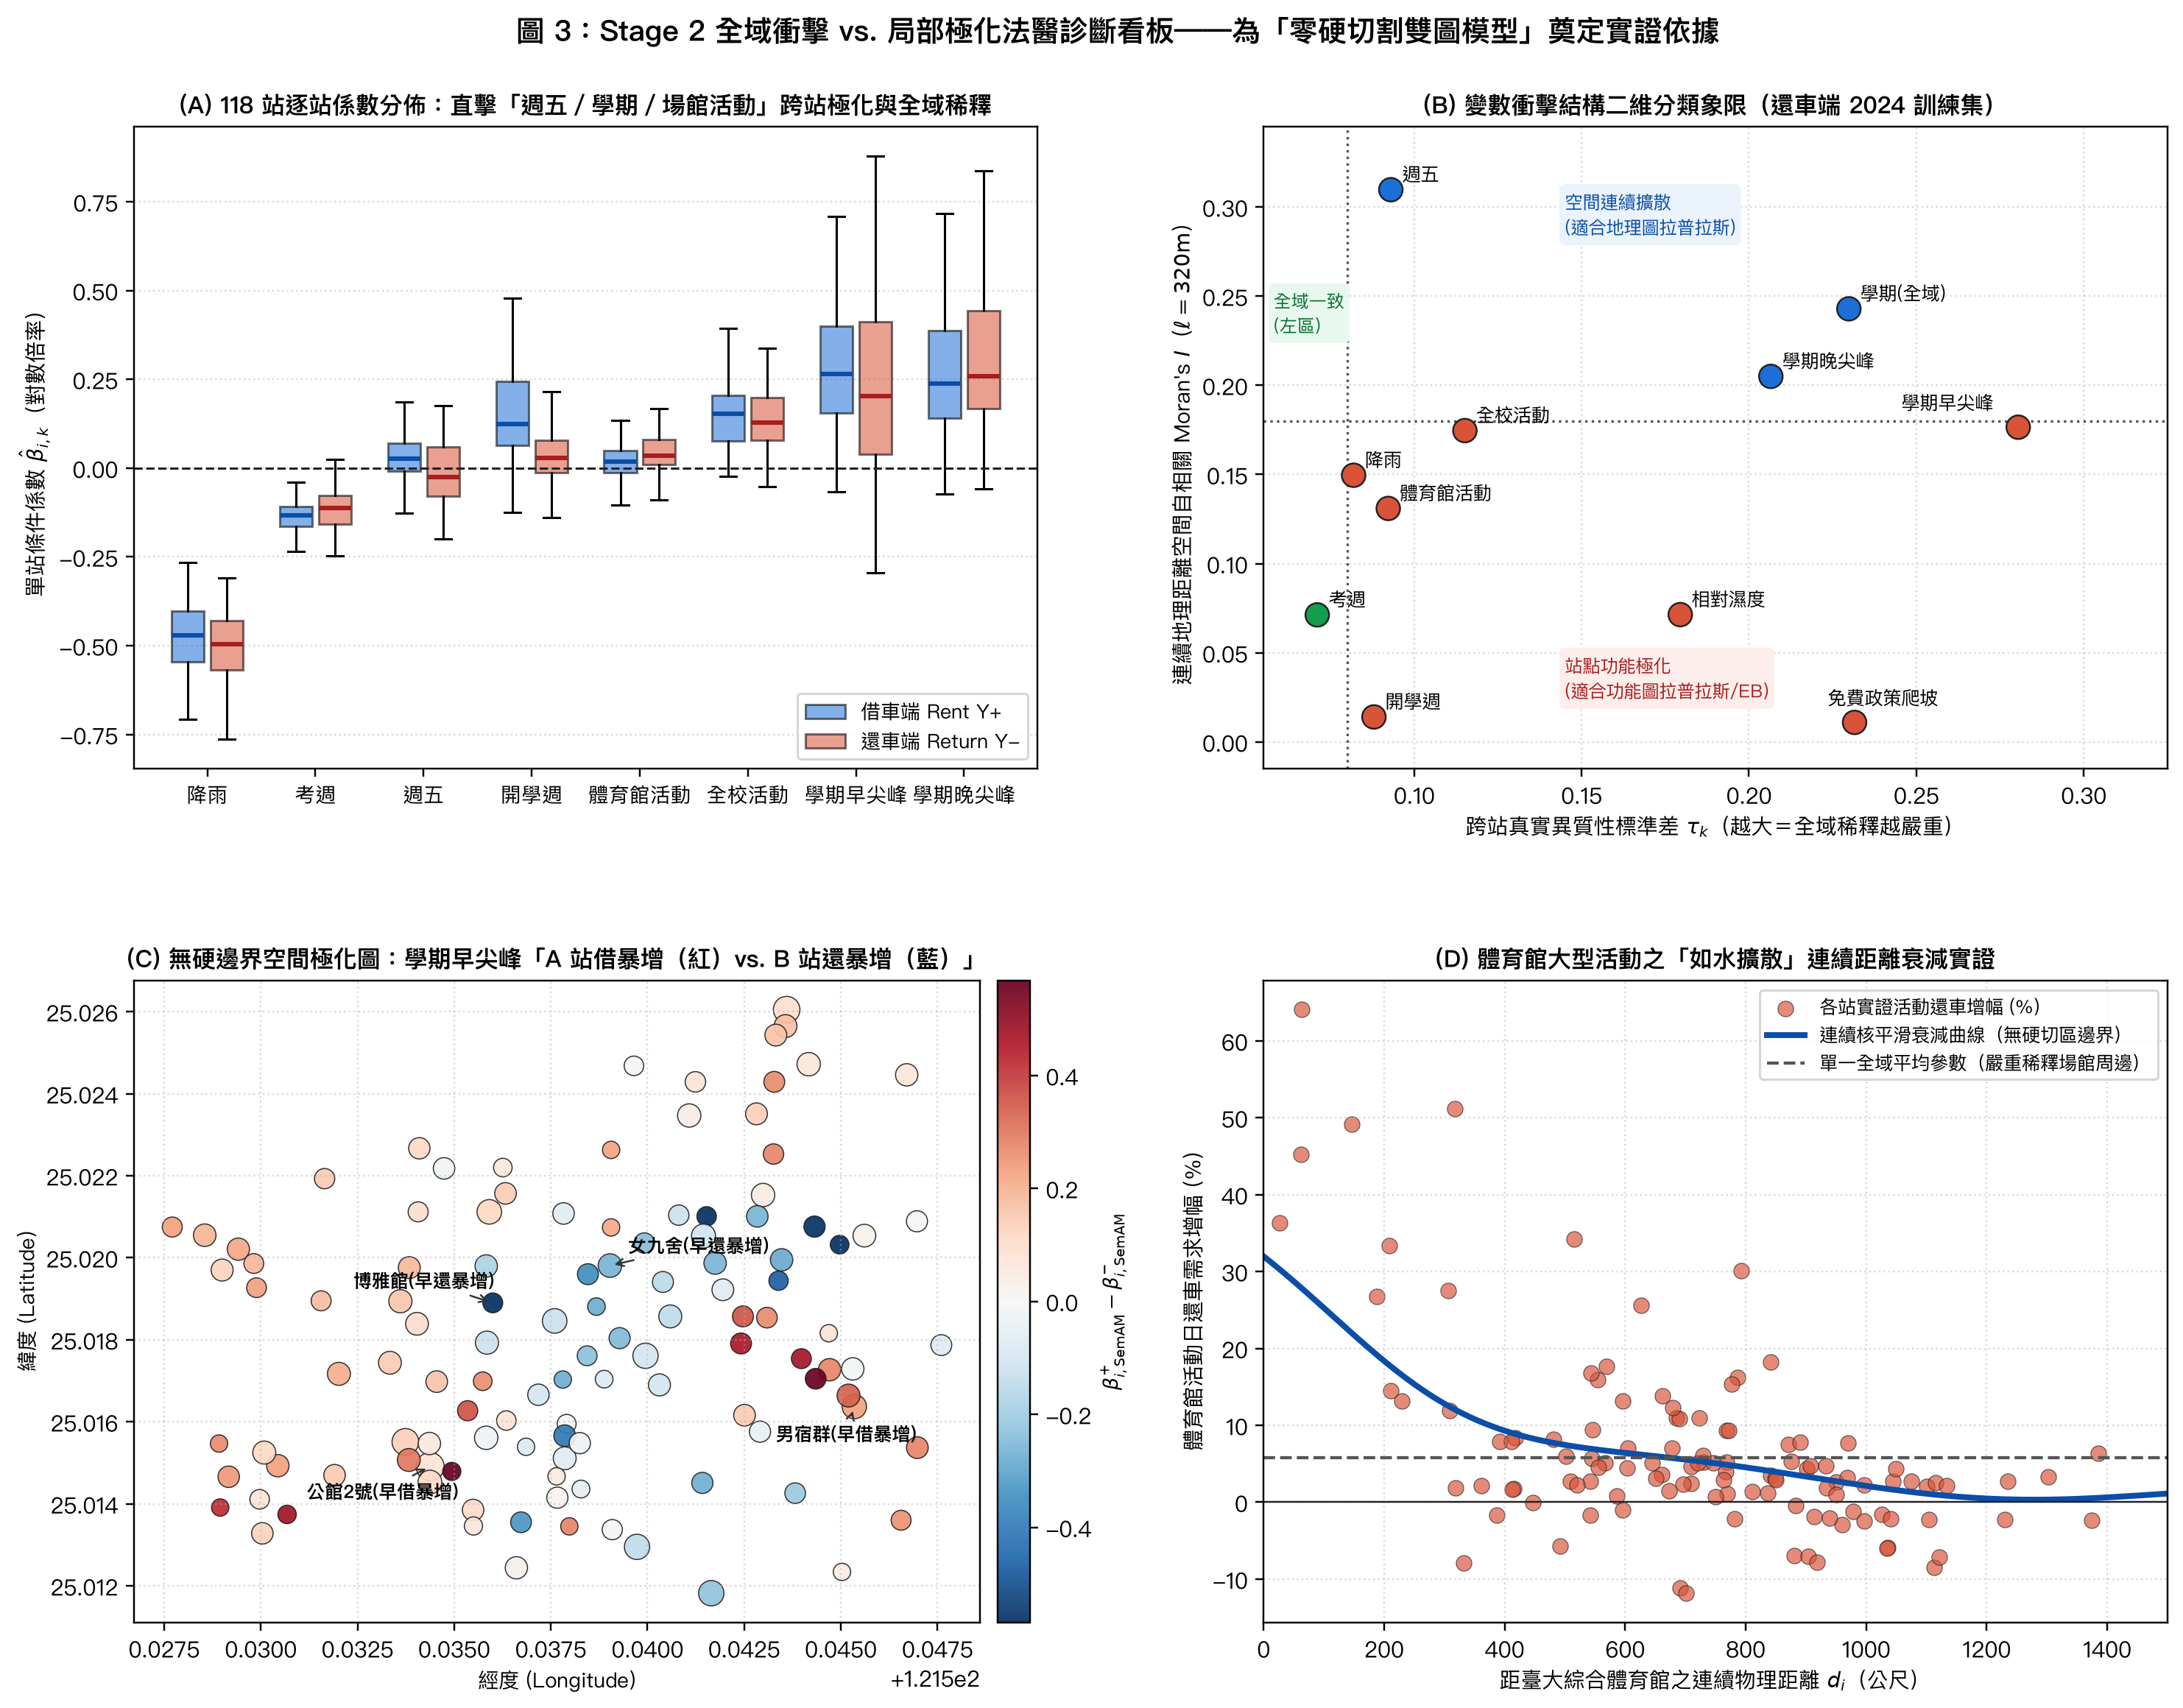 圖 3：Stage 2 全域衝擊 vs. 局部極化法醫診斷看板——為「零硬切割雙圖模型」奠定實證依據
(A) 118 站逐站係數分佈：直擊「週五 / 學期 / 場館活動」跨站極化與全域稀釋
單站條件係數 β̂i,k（對數倍率）
0.75
0.50
0.25
0.00
−0.25
−0.50
−0.75
借車端 Rent Y+
還車端 Return Y−
降雨
考週
週五
開學週
體育館活動
全校活動
學期早尖峰
學期晚尖峰
(B) 變數衝擊結構二維分類象限（還車端 2024 訓練集）
連續地理距離空間自相關 Moran's I（ℓ = 320m）
0.30
0.25
0.20
0.15
0.10
0.05
0.00
週五
空間連續擴散
(適合地理圖拉普拉斯)
全域一致
(左區)
學期(全域)
學期晚尖峰
學期早尖峰
全校活動
降雨
體育館活動
考週
相對濕度
站點功能極化
(適合功能圖拉普拉斯/EB)
開學週
免費政策爬坡
0.10
0.15
0.20
0.25
0.30
跨站真實異質性標準差 τk（越大＝全域稀釋越嚴重）
(C) 無硬邊界空間極化圖：學期早尖峰「A 站借暴增（紅）vs. B 站還暴增（藍）」
緯度 (Latitude)
25.026
25.024
25.022
25.020
25.018
25.016
25.014
25.012
女九舍(早還暴增)
博雅館(早還暴增)
男宿群(早借暴增)
公館2號(早借暴增)
0.0275
0.0300
0.0325
0.0350
0.0375
0.0400
0.0425
0.0450
0.0475
+1.215e2
經度 (Longitude)
0.4
0.2
0.0
−0.2
−0.4
β+i,SemAM − β−i,SemAM
(D) 體育館大型活動之「如水擴散」連續距離衰減實證
體育館活動日還車需求增幅 (%)
60
50
40
30
20
10
0
−10
各站實證活動還車增幅 (%)
連續核平滑衰減曲線（無硬切區邊界）
單一全域平均參數（嚴重稀釋場館周邊）
0
200
400
600
800
1000
1200
1400
距臺大綜合體育館之連續物理距離 di（公尺）